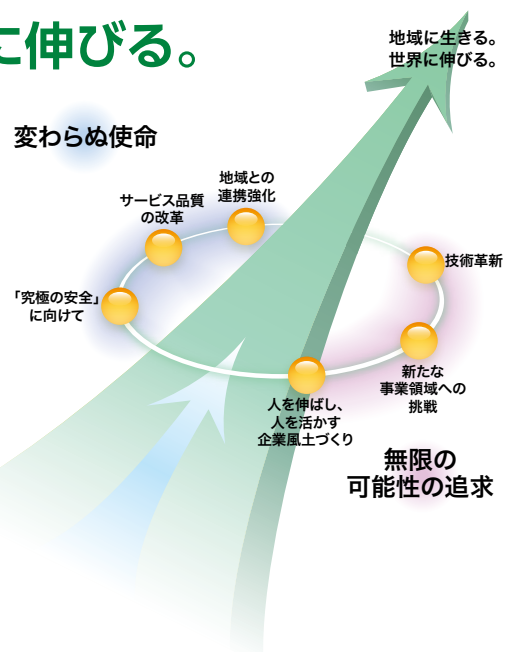 に伸びる。
地域に生きる。
世界に伸びる。
変わらぬ使命
地域との
連携強化
サービス品質
の改革
「究極の安全」
に向けて
技術革新
新たな
事業領域への
挑戦
人を伸ばし、
人を活かす
企業風土づくり
無限の
可能性の追求